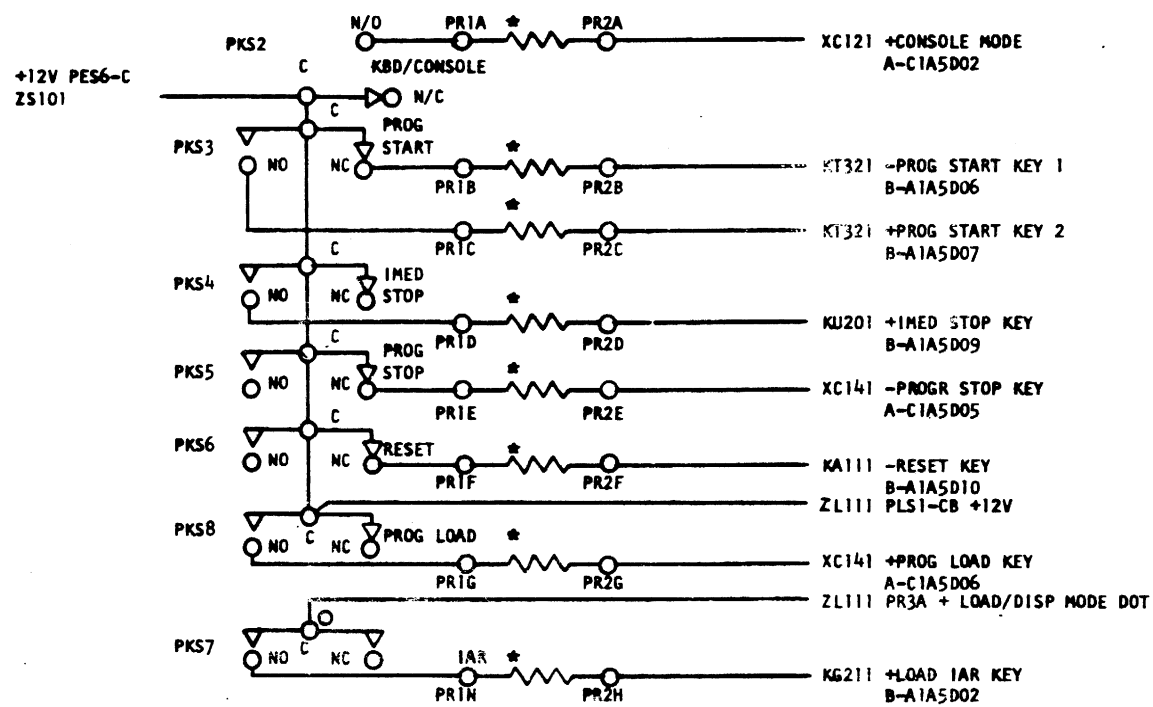 N/O PR1A * PR2A
PKS2
XC121 +CONSOLE MODE
A-C1A5D02
C KBD/CONSOLE
+12V PES6-C
ZS101
N/C
C
PROG
START
PKS3
NO NC
*
KT321 -PROG START KEY 1
B-A1A5D06
PR1B PR2B
*
KT321 +PROG START KEY 2
B-A1A5D07
PR1C PR2C
C
IMED
STOP
PKS4
NO NC
*
KU201 +IMED STOP KEY
B-A1A5D09
PR1D PR2D
C
PROG
STOP
PKS5
NO NC
*
XC141 -PROGR STOP KEY
A-C1A5D05
PR1E PR2E
C
PKS6
RESET
NO NC
*
KA111 -RESET KEY
B-A1A5D10
PR1F PR2F
ZL111 PLS1-CB +12V
PKS8
C
PROG LOAD
NO NC
*
XC141 +PROG LOAD KEY
A-C1A5D06
PR1G PR2G
ZL111 PR3A + LOAD/DISP MODE DOT
PKS7
C
NO NC
IAR *
KG211 +LOAD IAR KEY
B-A1A5D02
PR1N PR2H